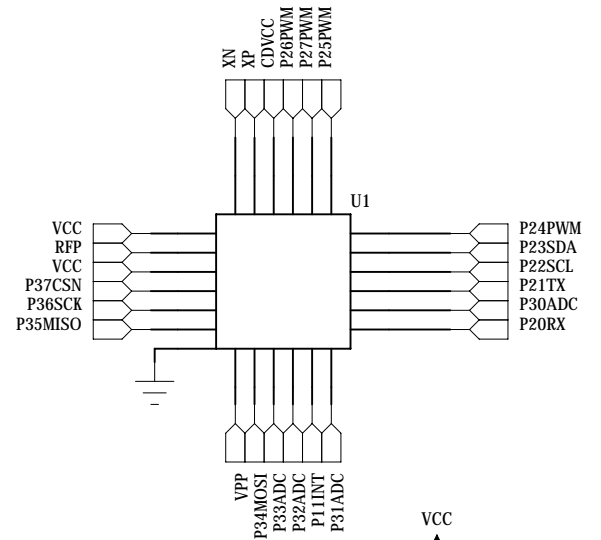 XN
XP
CDVCC
P26PWM
P27PWM
P25PWM
U1
VCC
RFP
VCC
P37CSN
P36SCK
P35MISO
P24PWM
P23SDA
P22SCL
P21TX
P30ADC
P20RX
VPP
P34MOSI
P33ADC
P32ADC
P11INT
P31ADC
VCC